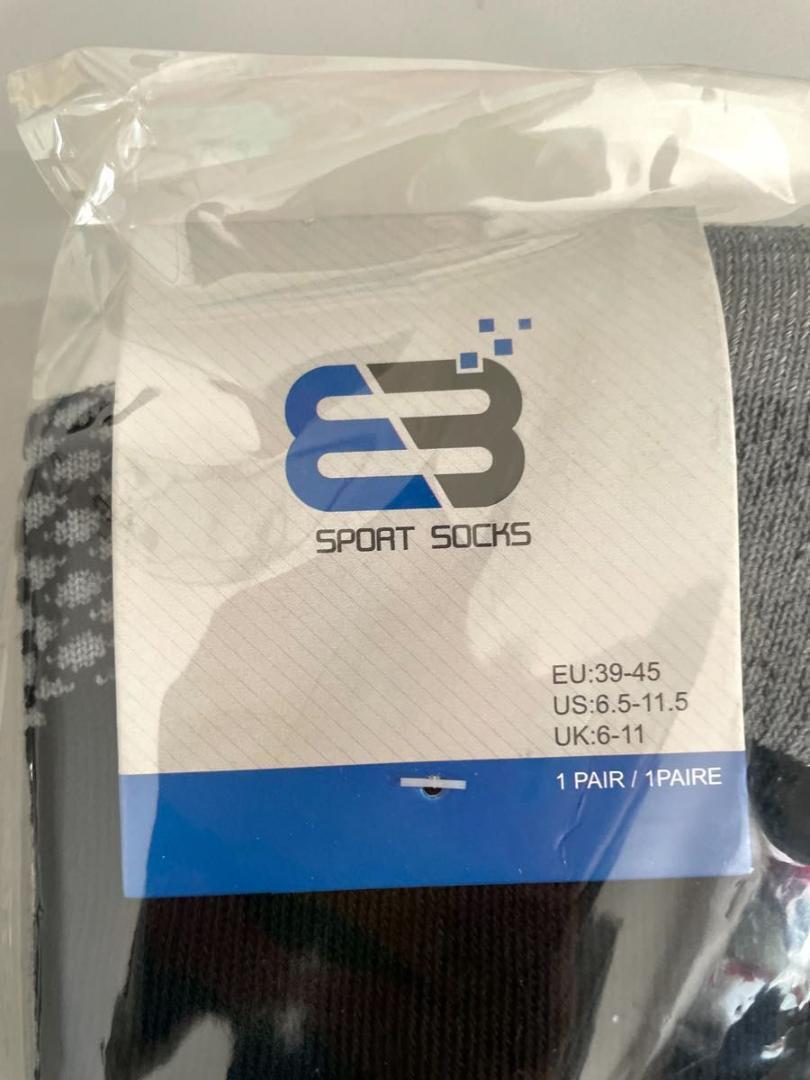 SPORT SOCKS
EU:39-45
US:6.5-11.5
UK:6-11
1 PAIR / 1PAIRE